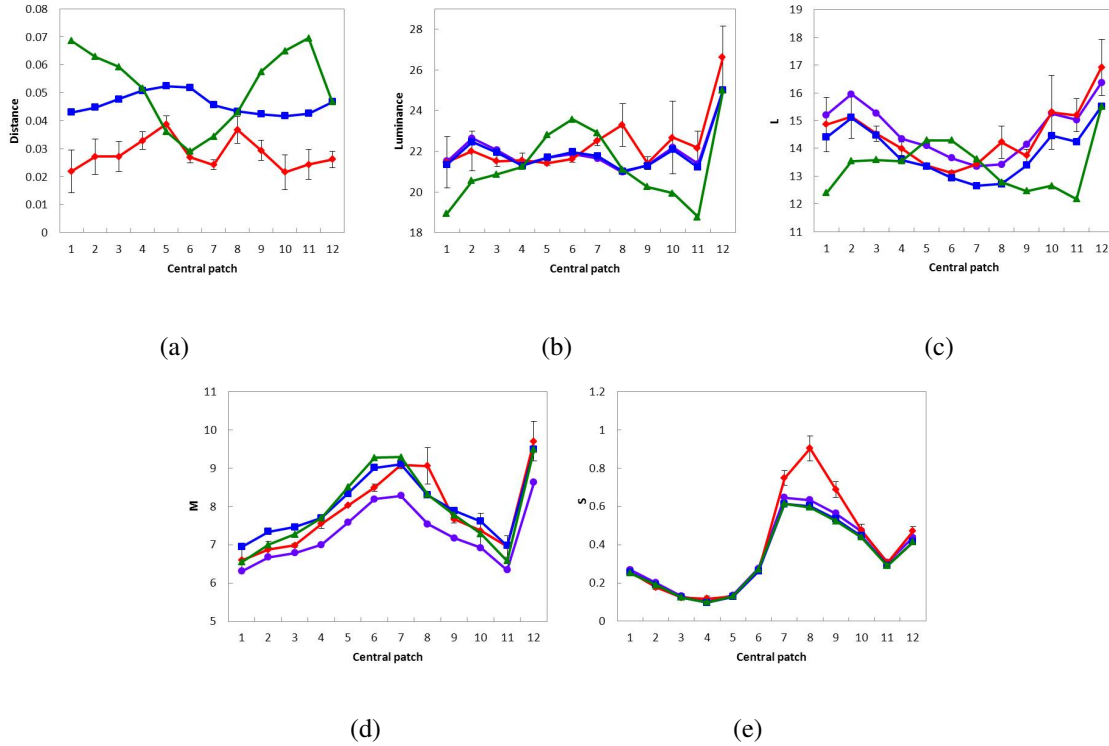 0.08
0.07
0.06
0.05
0.04
0.03
0.02
0.01
0
Distance
1 2 3 4 5 6 7 8 9 10 11 12
Central patch
(a)
28
26
24
22
20
18
Luminance
1 2 3 4 5 6 7 8 9 10 11 12
Central patch
(b)
19
18
17
16
15
14
13
12
11
L
1 2 3 4 5 6 7 8 9 10 11 12
Central patch
(c)
11
10
9
8
7
6
5
M
1 2 3 4 5 6 7 8 9 10 11 12
Central patch
(d)
1.2
1
0.8
0.6
0.4
0.2
0
S
1 2 3 4 5 6 7 8 9 10 11 12
Central patch
(e)